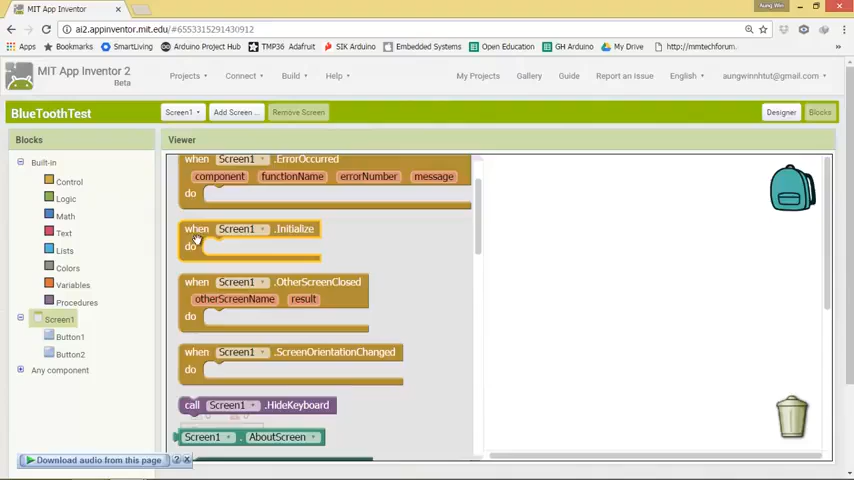 MIT App Inventor
Aung Win
ai2.appinventor.mit.edu/#6553315291430912
Apps Bookmarks SmartLiving Arduino Project Hub TMP36 Adafruit SIK Arduino Embedded Systems Open Education GH Arduino My Drive http://mmtechforum.
MIT App Inventor 2
Beta
Projects Connect Build Help My Projects Gallery Guide Report an Issue English aungwinnhtut@gmail.com
BlueToothTest Screen1 Add Screen ... Remove Screen Designer Blocks
Blocks Viewer
Built-in
Control
Logic
Math
Text
Lists
Colors
Variables
Procedures
Screen1
Button1
Button2
Any component
when Screen1 .ErrorOccurred
component functionName errorNumber message
do
when Screen1 .Initialize
do
when Screen1 .OtherScreenClosed
otherScreenName result
do
when Screen1 .ScreenOrientationChanged
do
call Screen1 .HideKeyboard
Screen1 . AboutScreen
Download audio from this page ?